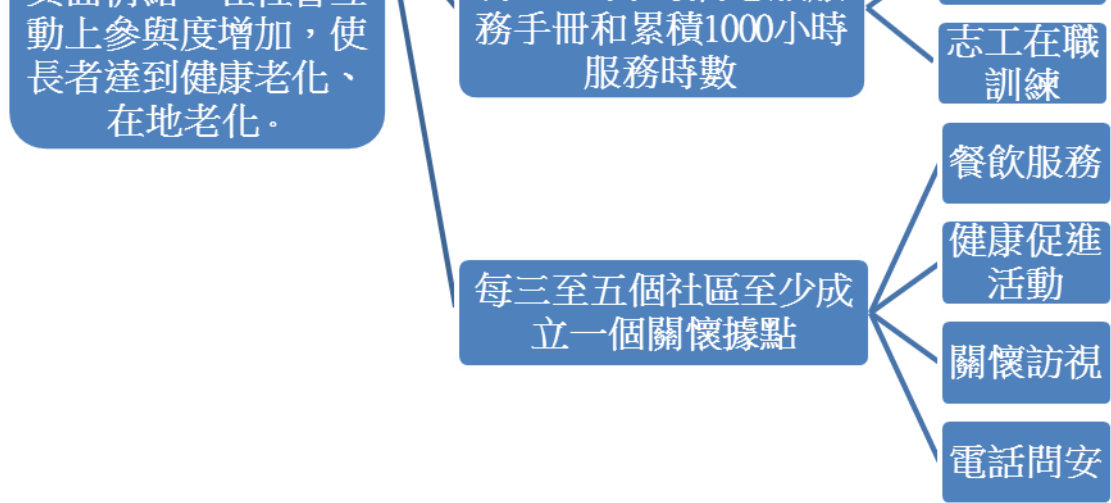 動上參與度增加，使
長者達到健康老化、
在地老化。
務手冊和累積1000小時
服務時數
志工在職
訓練
每三至五個社區至少成
立一個關懷據點
餐飲服務
健康促進
活動
關懷訪視
電話問安